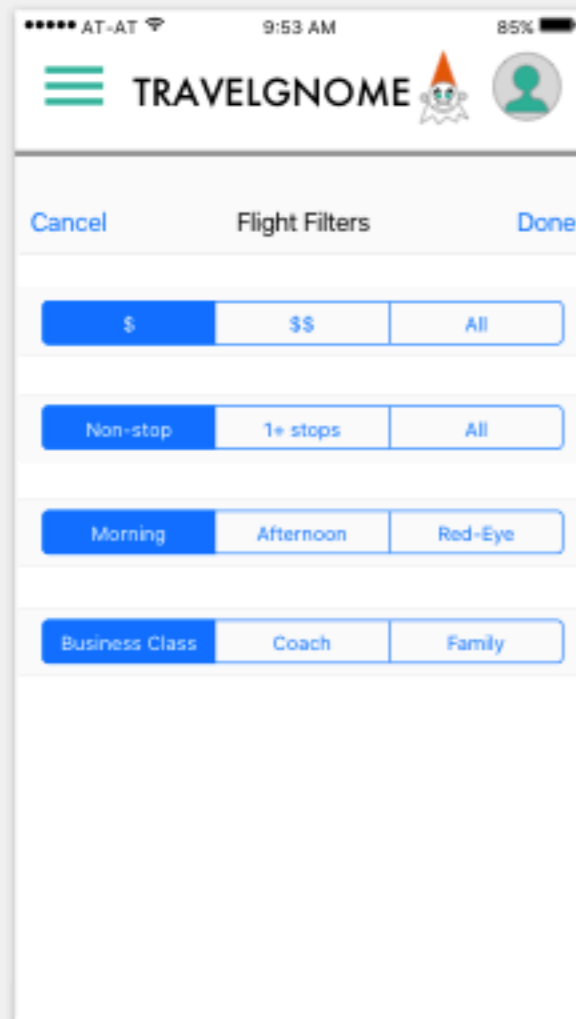 AT-AT 9:53 AM 85%
TRAVELGNOME
Cancel Flight Filters Done
$ $$ All
Non-stop 1+ stops All
Morning Afternoon Red-Eye
Business Class Coach Family